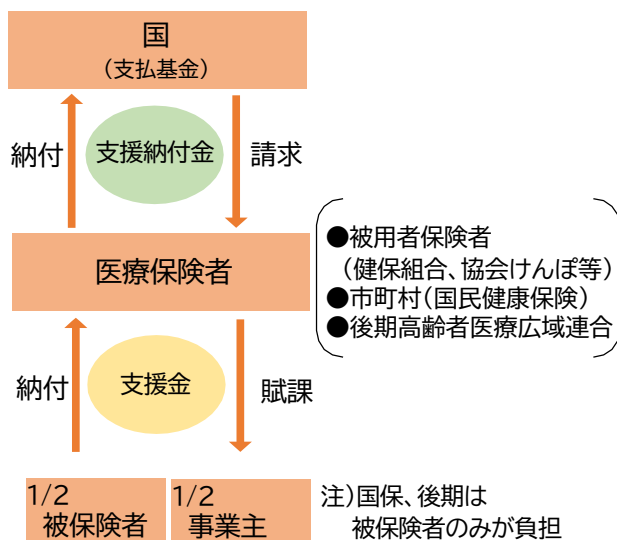 国
(支払基金)
納付
支援納付金
請求
医療保険者
●被用者保険者
(健保組合、協会けんぽ等)
●市町村(国民健康保険)
●後期高齢者医療広域連合
納付
支援金
賦課
1/2
被保険者
1/2
事業主
注)国保、後期は
被保険者のみが負担